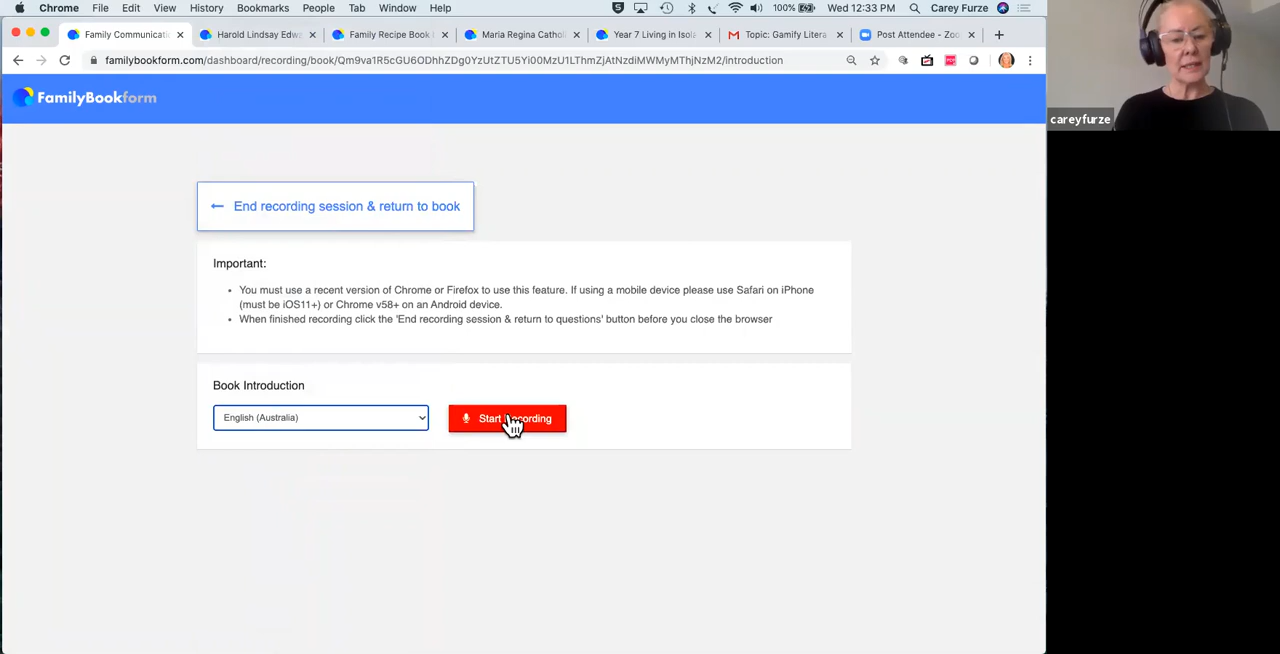 Chrome File Edit View History Bookmarks People Tab Window Help 100% Wed 12:33 PM Carey Furze
Family Communicati Harold Lindsay Edw Family Recipe Book Maria Regina Cathol Year 7 Living in Isola Topic: Gamify Litera Post Attendee - Zoo
familybookform.com/dashboard/recording/book/Qm9va1R5cGU6ODhhZDg0YzUtZTU5Yi00MzU1LThmZjAtNzdiMWMyMThjNzM2/introduction
FamilyBookform
careyfurze
End recording session & return to book
Important:
• You must use a recent version of Chrome or Firefox to use this feature. If using a mobile device please use Safari on iPhone
(must be iOS11+) or Chrome v58+ on an Android device.
• When finished recording click the 'End recording session & return to questions' button before you close the browser
Book Introduction
English (Australia) Start Recording